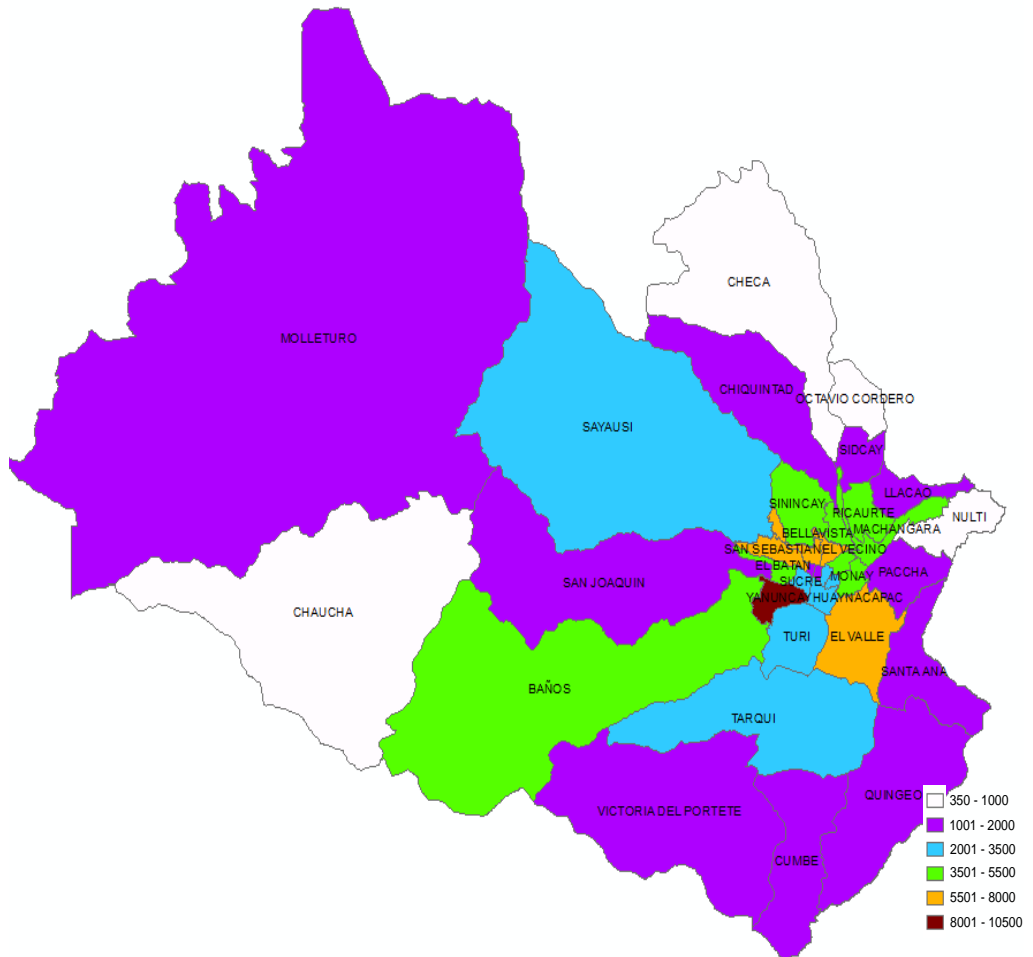 CHECA
MOLLETURO
CHIQUINTAD
OCTAVIO CORDERO
SAYAUSI
SIDCAY
LLACAO
SININCAY
RICAURTE
NULTI
BELLAVISTA
MACHANGARA
SAN SEBASTIAN
EL VECINO
EL BATAN
SUCRE
MONAY
PACCHA
SAN JOAQUIN
YANUNCAY
HUAYNACAPAC
CHAUCHA
TURI
EL VALLE
SANTA ANA
BAÑOS
TARQUI
QUINGEO
VICTORIA DEL PORTETE
CUMBE
350 - 1000
1001 - 2000
2001 - 3500
3501 - 5500
5501 - 8000
8001 - 10500